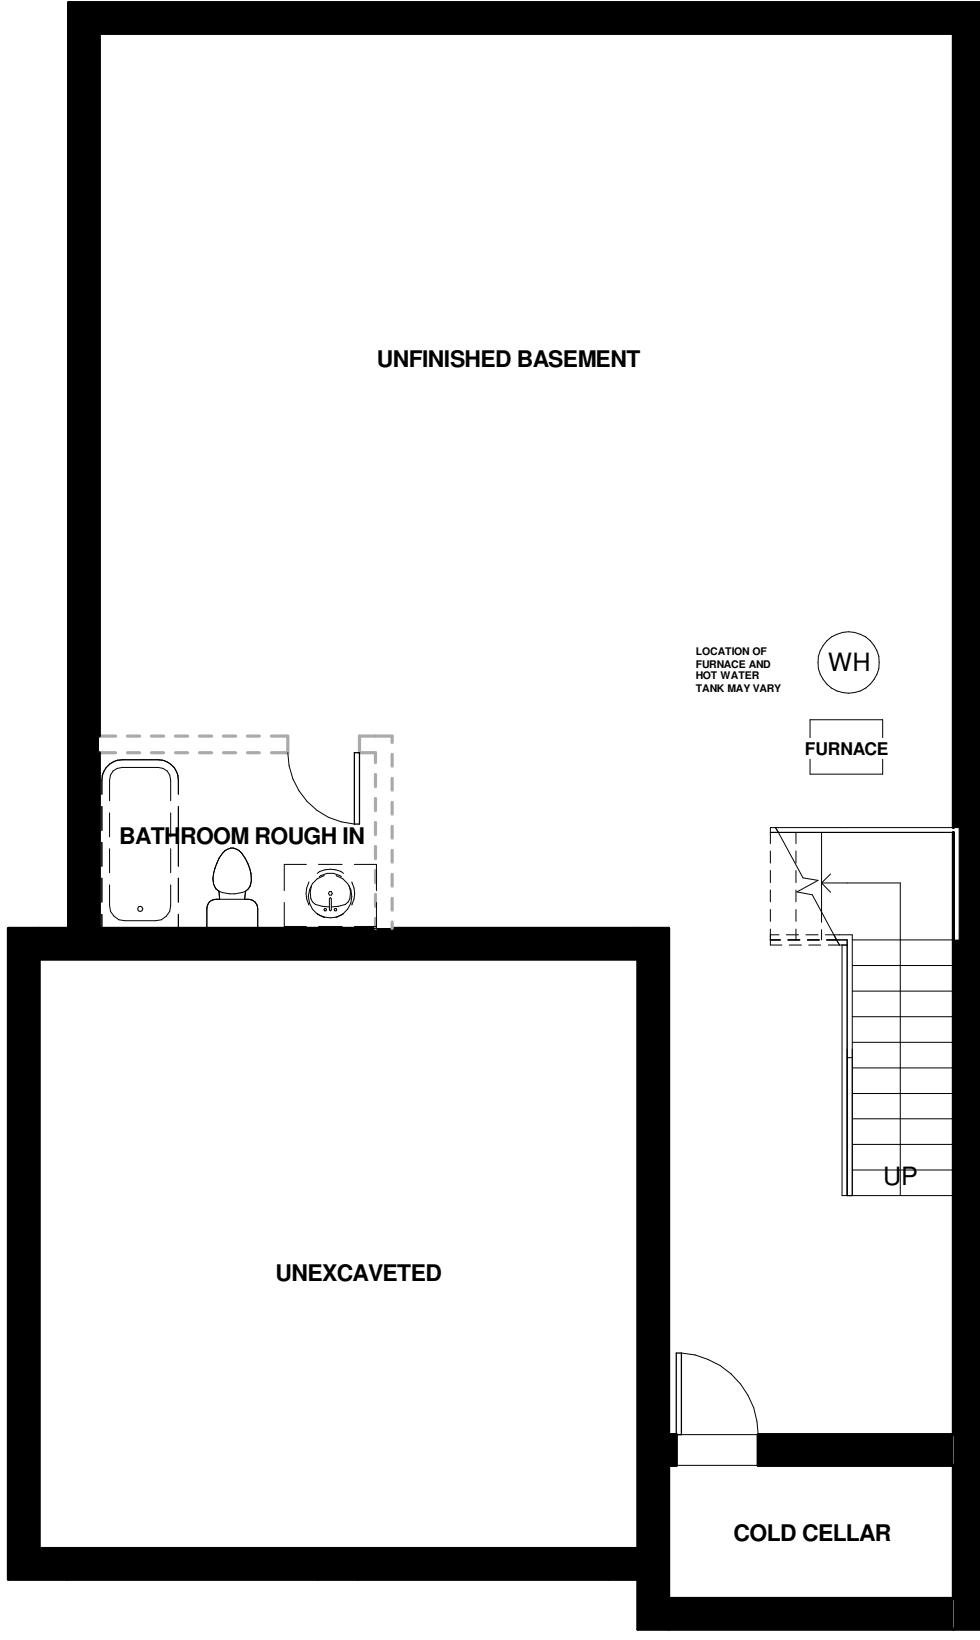 UNFINISHED BASEMENT
LOCATION OF
FURNACE AND
HOT WATER
TANK MAY VARY
WH
FURNACE
BATHROOM ROUGH IN
UP
UNEXCAVETED
COLD CELLAR